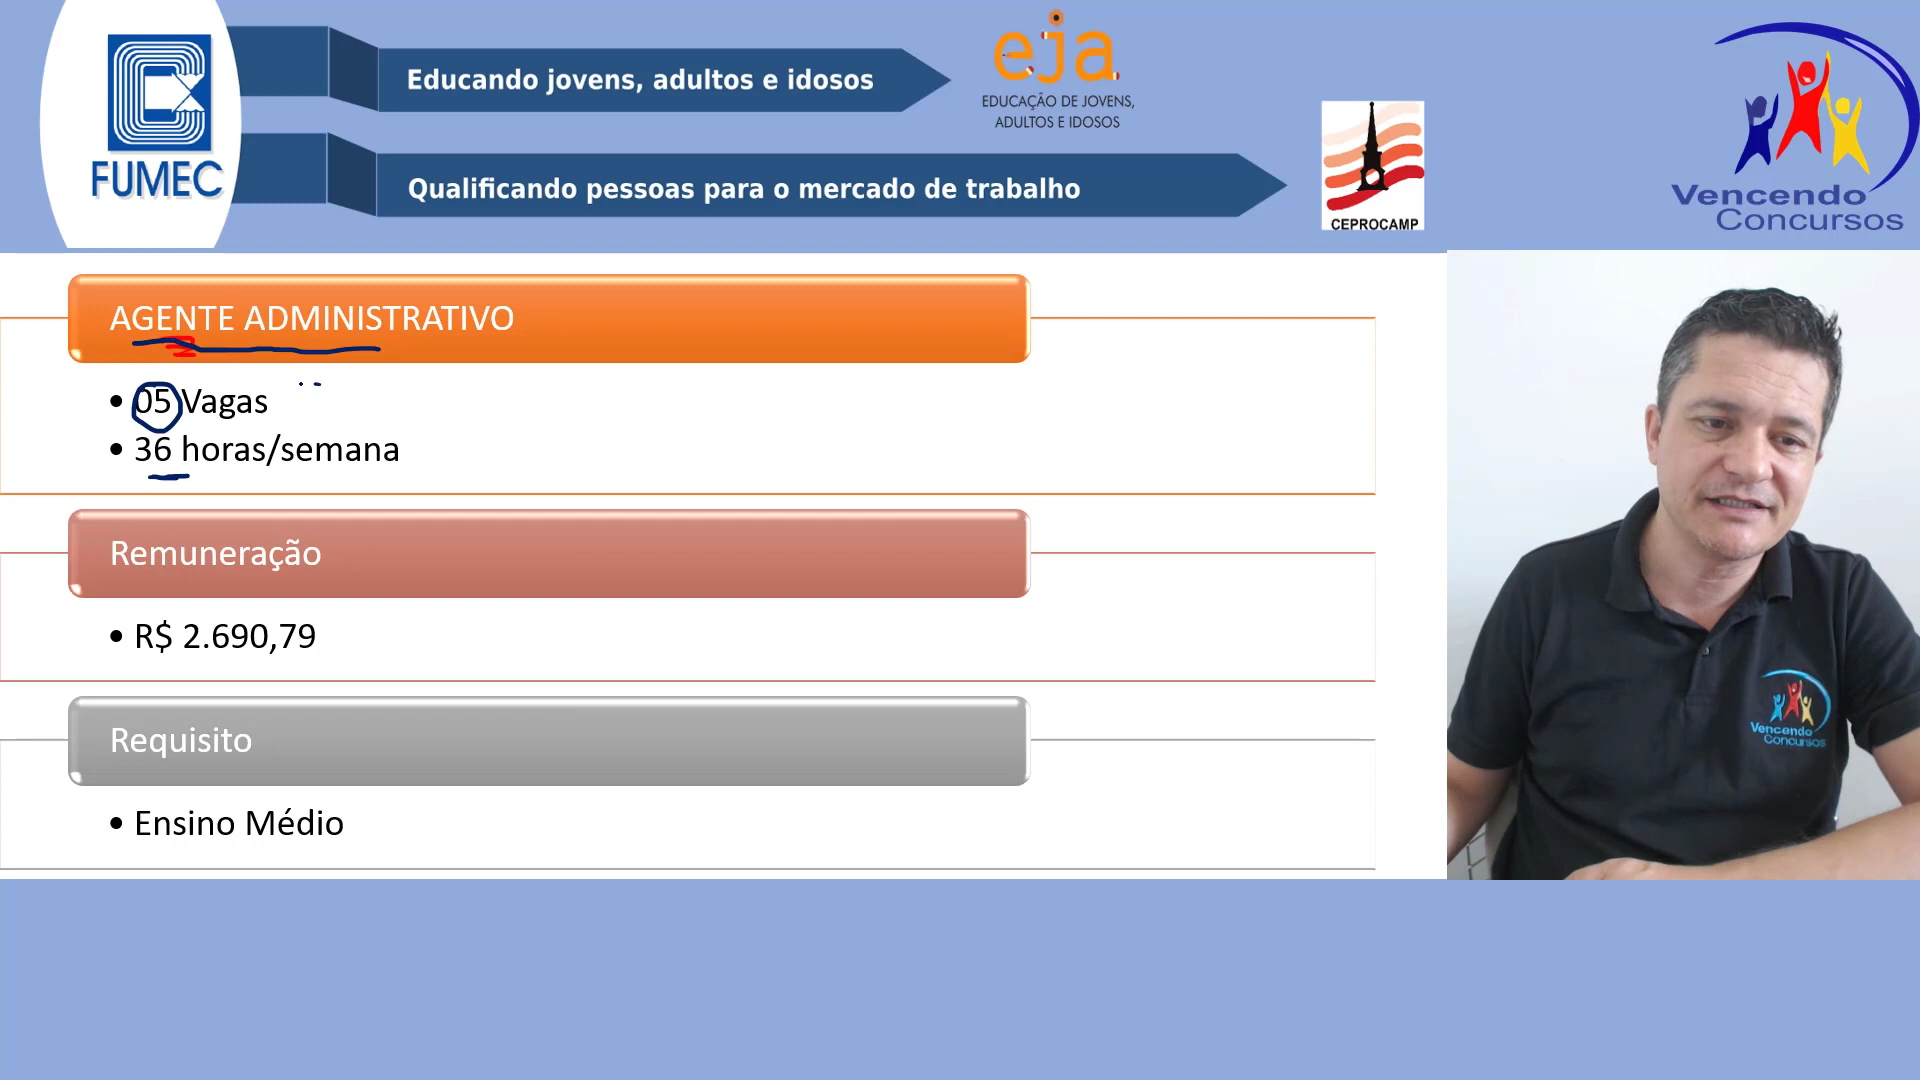 FUMEC
Educando jovens, adultos e idosos
Qualificando pessoas para o mercado de trabalho
eja
EDUCAÇÃO DE JOVENS,
ADULTOS E IDOSOS
CEPROCAMP
Vencendo
Concursos
AGENTE ADMINISTRATIVO
• 05 Vagas
• 36 horas/semana
Remuneração
• R$ 2.690,79
Requisito
• Ensino Médio
Vencendo
Concursos